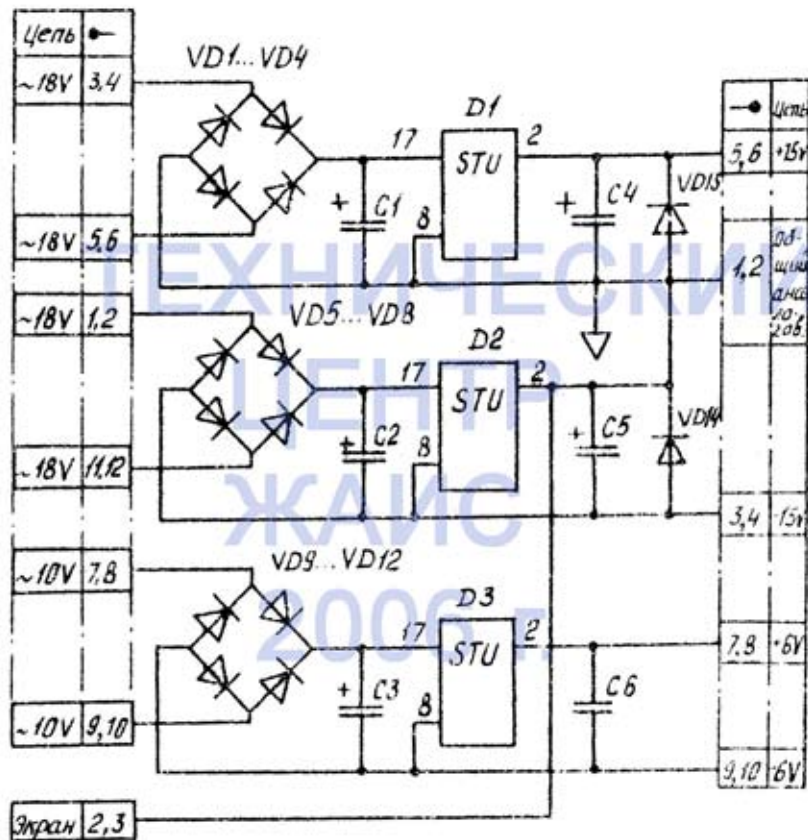 Цепь
VD1...VD4
~18V 3,4
D1
Цепь
17 STU 2
5,6 +15v
+ C1
8
+ C4
VD13
~18V 5,6
ТЕХНИЧЕСКИЙ
1,2 общий аналогов.
~18V 1,2
VD5...VD8
D2
ЦЕНТР
17 STU 2
+ C2
8
+ C5
VD14
~18V 11,12
ЖАИС
3,4 -15v
~10V 7,8
VD9...VD12
D3
2006 г.
17 STU 2
7,8 +6V
+ C3
8
C6
~10V 9,10
9,10 -6V
Экран 2,3